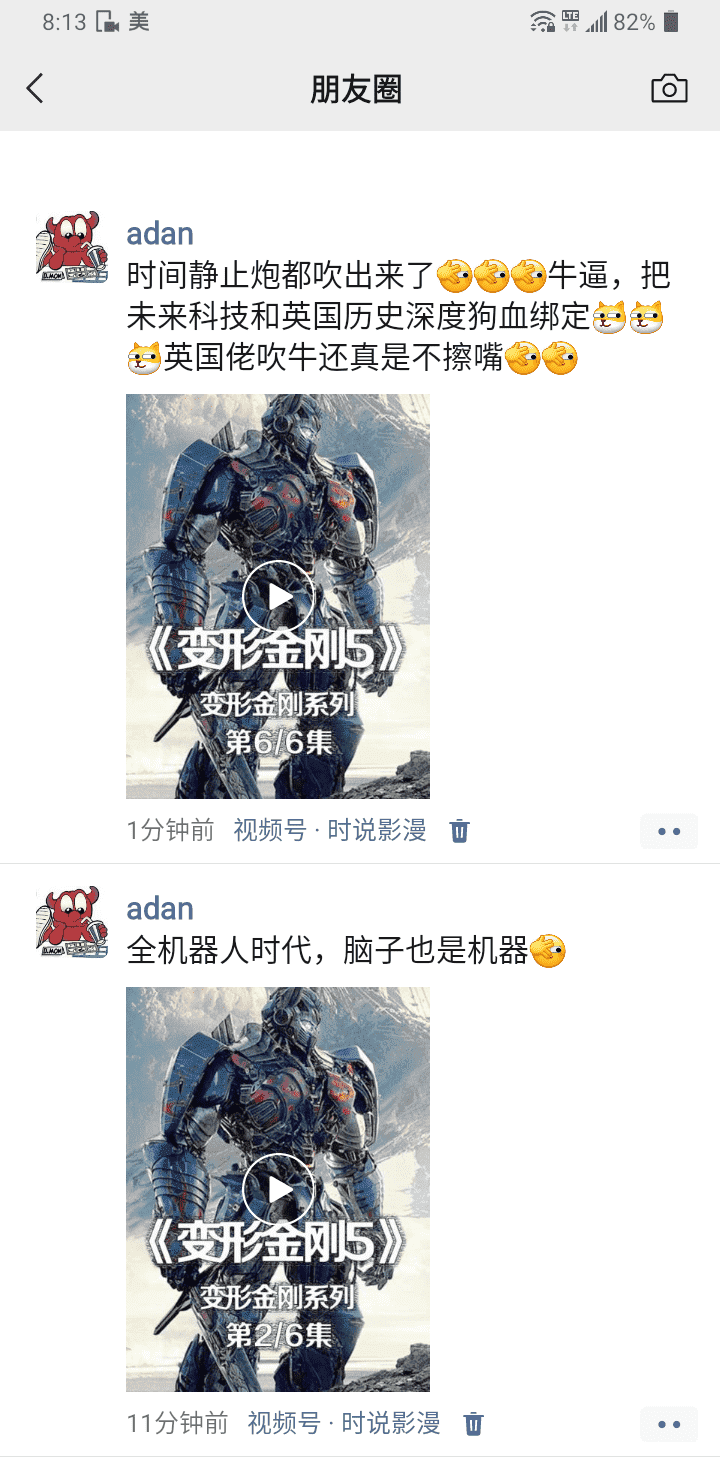 8:13 美 LTE 82%
朋友圈
adan
时间静止炮都吹出来了牛逼，把
未来科技和英国历史深度狗血绑定
英国佬吹牛还真是不擦嘴
《变形金刚5》
变形金刚系列
第6/6集
1分钟前 视频号 · 时说影漫
adan
全机器人时代，脑子也是机器
《变形金刚5》
变形金刚系列
第2/6集
11分钟前 视频号 · 时说影漫